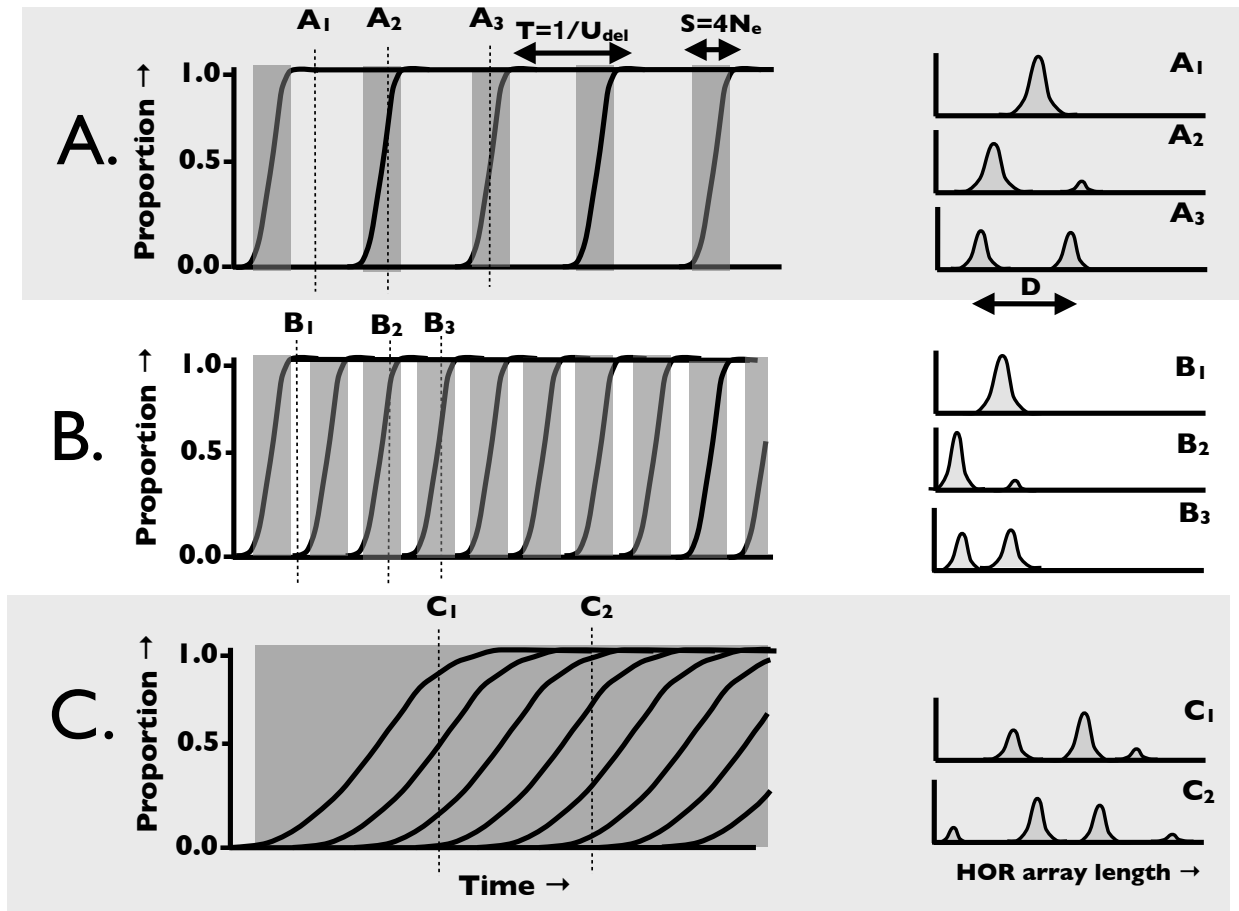 A₁ A₂ A₃ T=1/U_del S=4Nₑ
A.
Proportion →
1.0
0.5
0.0
A₁
A₂
A₃
D
B₁ B₂ B₃
B.
Proportion →
1.0
0.5
0.0
B₁
B₂
B₃
C₁ C₂
C.
Proportion →
1.0
0.5
0.0
Time →
C₁
C₂
HOR array length →